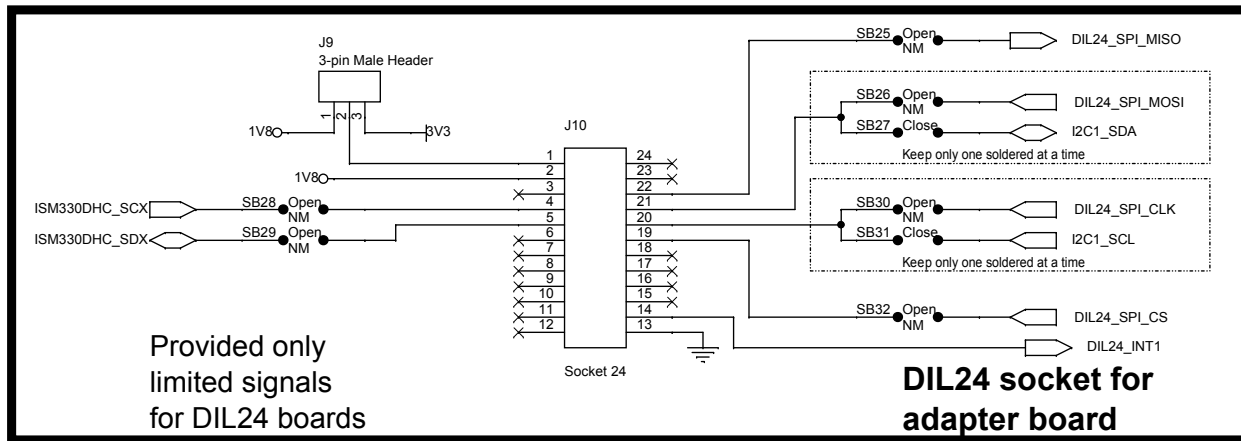 J9
3-pin Male Header
1
2
3
1V8
3V3
J10
1V8
ISM330DHC_SCX
SB28
Open
NM
ISM330DHC_SDX
SB29
Open
NM
1
2
3
4
5
6
7
8
9
10
11
12
24
23
22
21
20
19
18
17
16
15
14
13
Socket 24
SB25
Open
NM
DIL24_SPI_MISO
SB26
Open
NM
DIL24_SPI_MOSI
SB27
Close
I2C1_SDA
Keep only one soldered at a time
SB30
Open
NM
DIL24_SPI_CLK
SB31
Close
I2C1_SCL
Keep only one soldered at a time
SB32
Open
NM
DIL24_SPI_CS
DIL24_INT1
Provided only
limited signals
for DIL24 boards
DIL24 socket for
adapter board